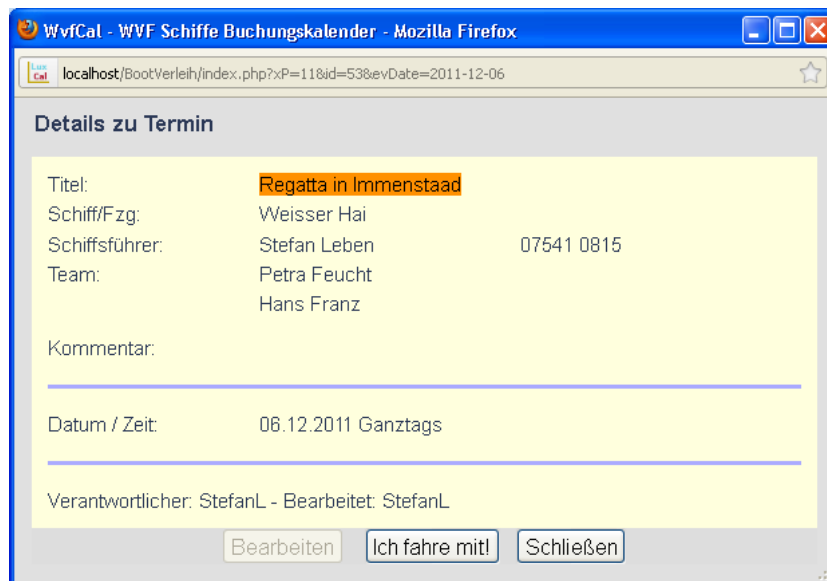 WvfCal - WVF Schiffe Buchungskalender - Mozilla Firefox
Lux
Cal
localhost/BootVerleih/index.php?xP=11&id=53&evDate=2011-12-06
Details zu Termin
Titel: Regatta in Immenstaad
Schiff/Fzg: Weisser Hai
Schiffsführer: Stefan Leben 07541 0815
Team: Petra Feucht
Hans Franz
Kommentar:
Datum / Zeit: 06.12.2011 Ganztags
Verantwortlicher: StefanL - Bearbeitet: StefanL
Bearbeiten Ich fahre mit! Schließen